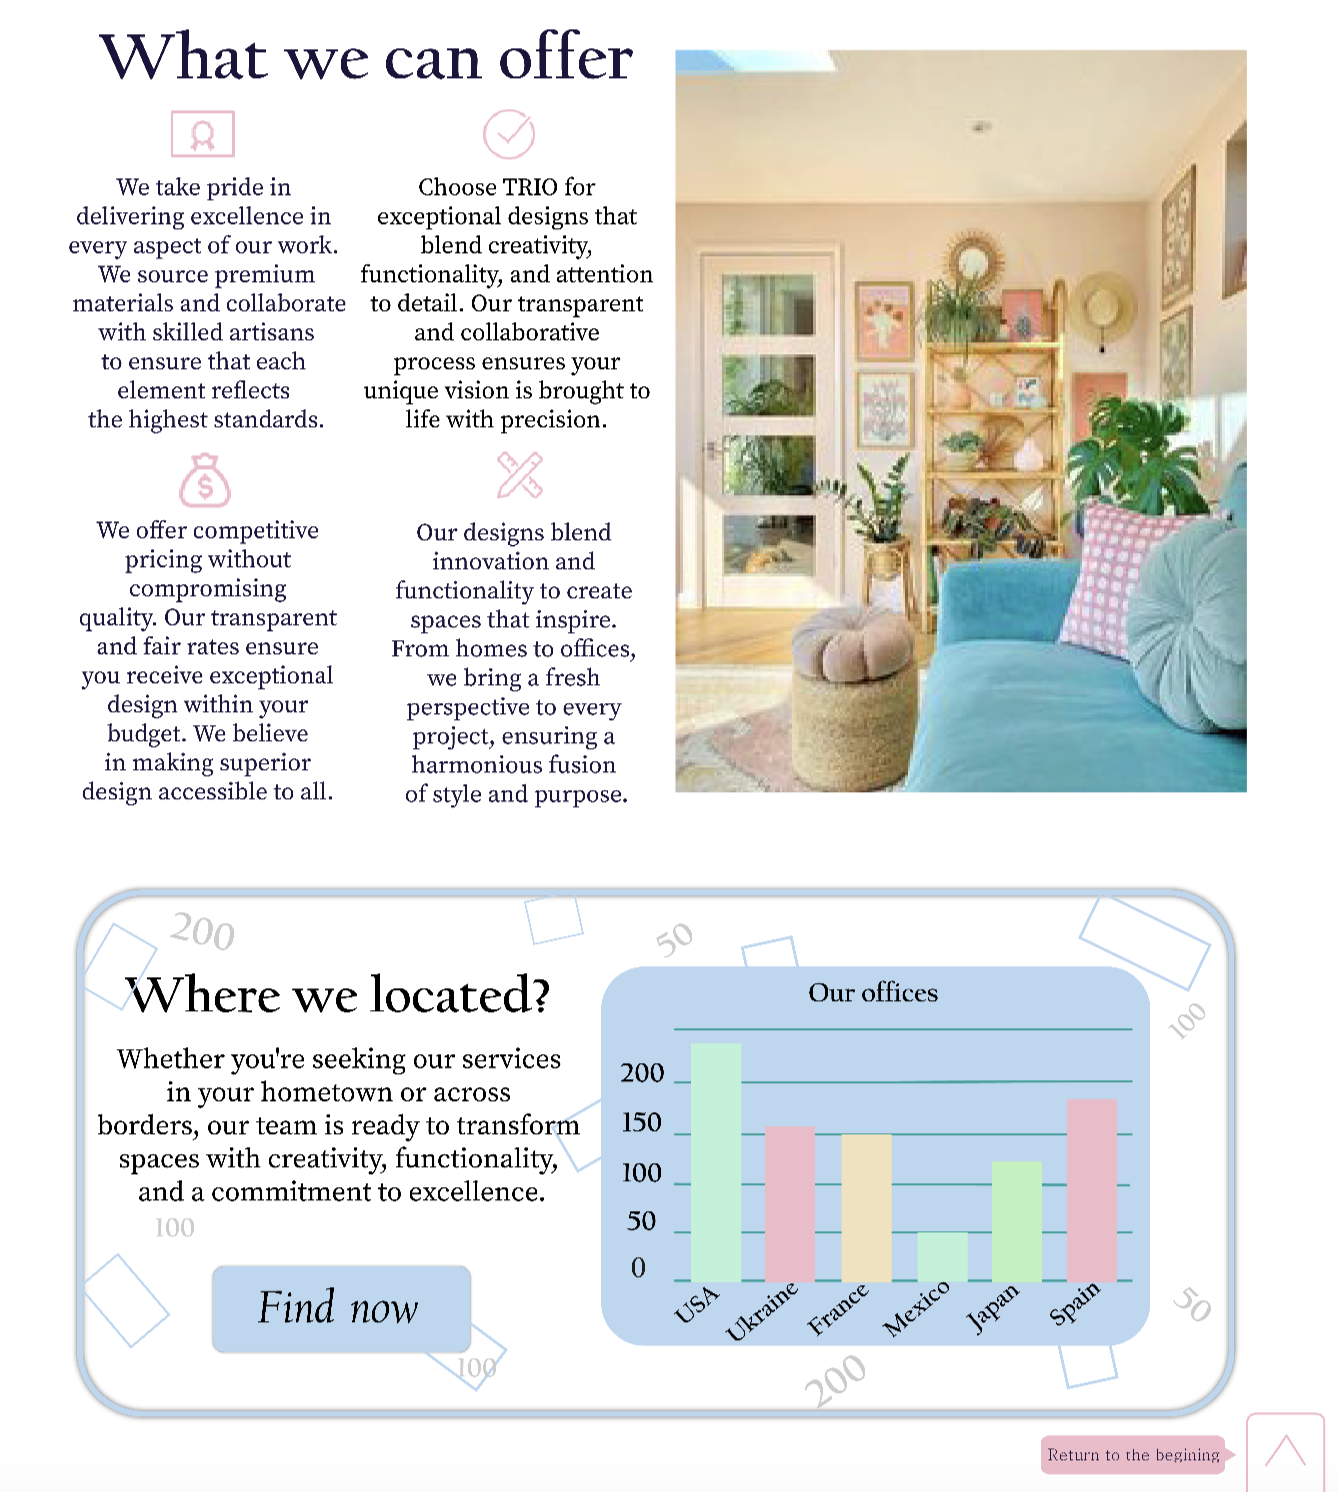 What we can offer
We take pride in
delivering excellence in
every aspect of our work.
We source premium
materials and collaborate
with skilled artisans
to ensure that each
element reflects
the highest standards.
Choose TRIO for
exceptional designs that
blend creativity,
functionality, and attention
to detail. Our transparent
and collaborative
process ensures your
unique vision is brought to
life with precision.
$
We offer competitive
pricing without
compromising
quality. Our transparent
and fair rates ensure
you receive exceptional
design within your
budget. We believe
in making superior
design accessible to all.
Our designs blend
innovation and
functionality to create
spaces that inspire.
From homes to offices,
we bring a fresh
perspective to every
project, ensuring a
harmonious fusion
of style and purpose.
200
50
100
Where we located?
Whether you're seeking our services
in your hometown or across
borders, our team is ready to transform
spaces with creativity, functionality,
and a commitment to excellence.
100
Find now
100
Our offices
200
150
100
50
0
USA
Ukraine
France
Mexico
Japan
Spain
50
200
Return to the begining